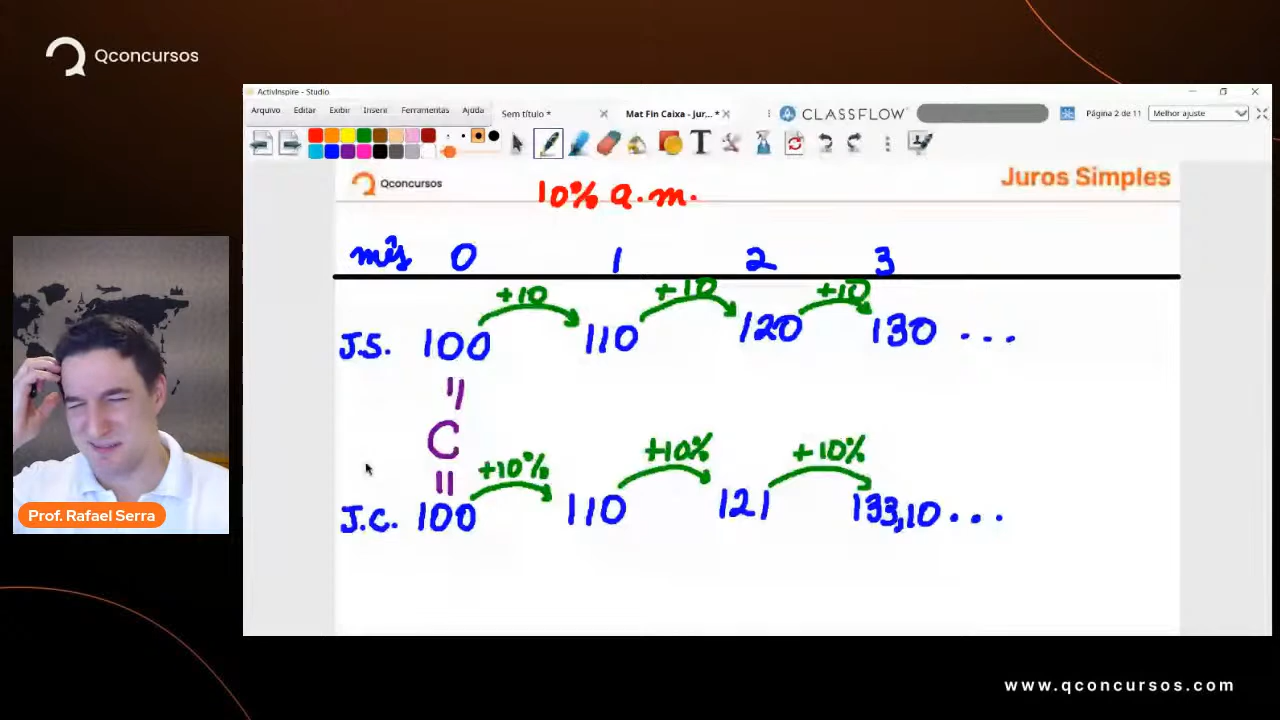 Qconcursos
ActivInspire - Studio
Arquivo Editar Exibir Inserir Ferramentas Ajuda
Sem título *
Mat Fin Caixa - Jur... *
CLASSFLOW
Página 2 de 11
Melhor ajuste
Qconcursos
10% a.m.
Juros Simples
mês 0 1 2 3
+10 +10 +10
J.S. 100 110 120 130 ...
=
C
=
+10% +10% +10%
J.C. 100 110 121 133,10 ...
Prof. Rafael Serra
www.qconcursos.com